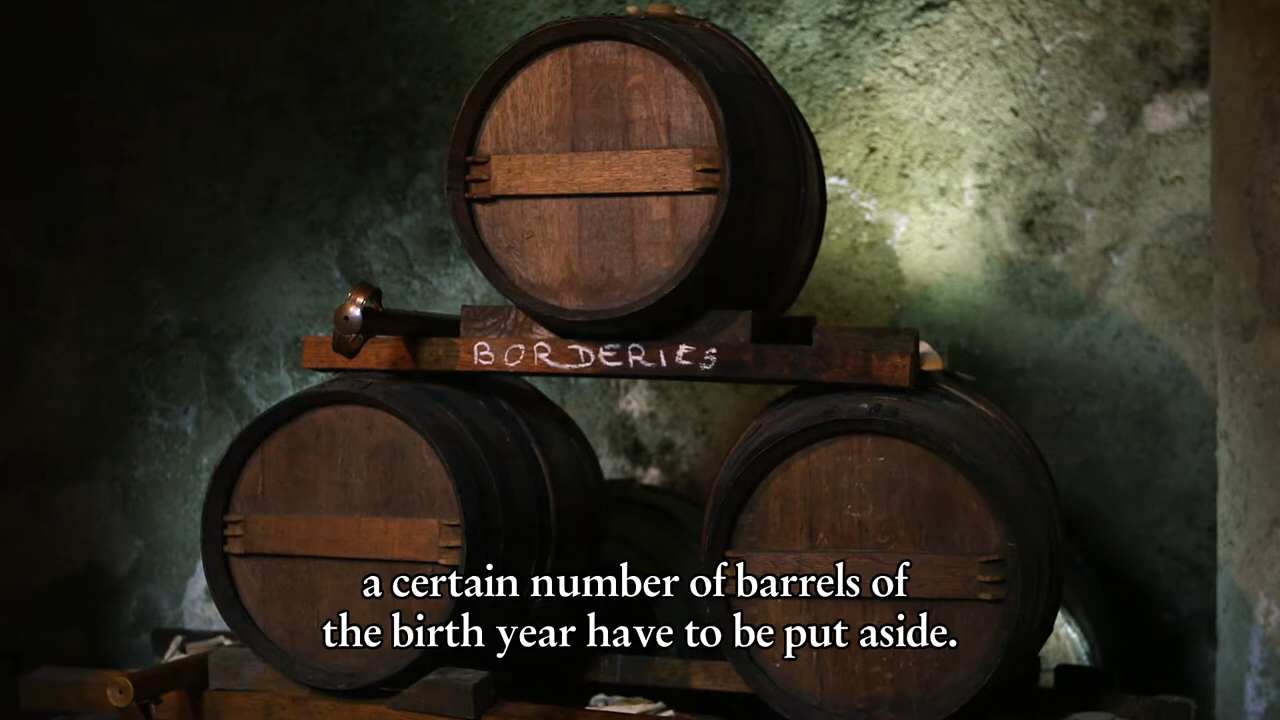 BORDERIES
a certain number of barrels of
the birth year have to be put aside.